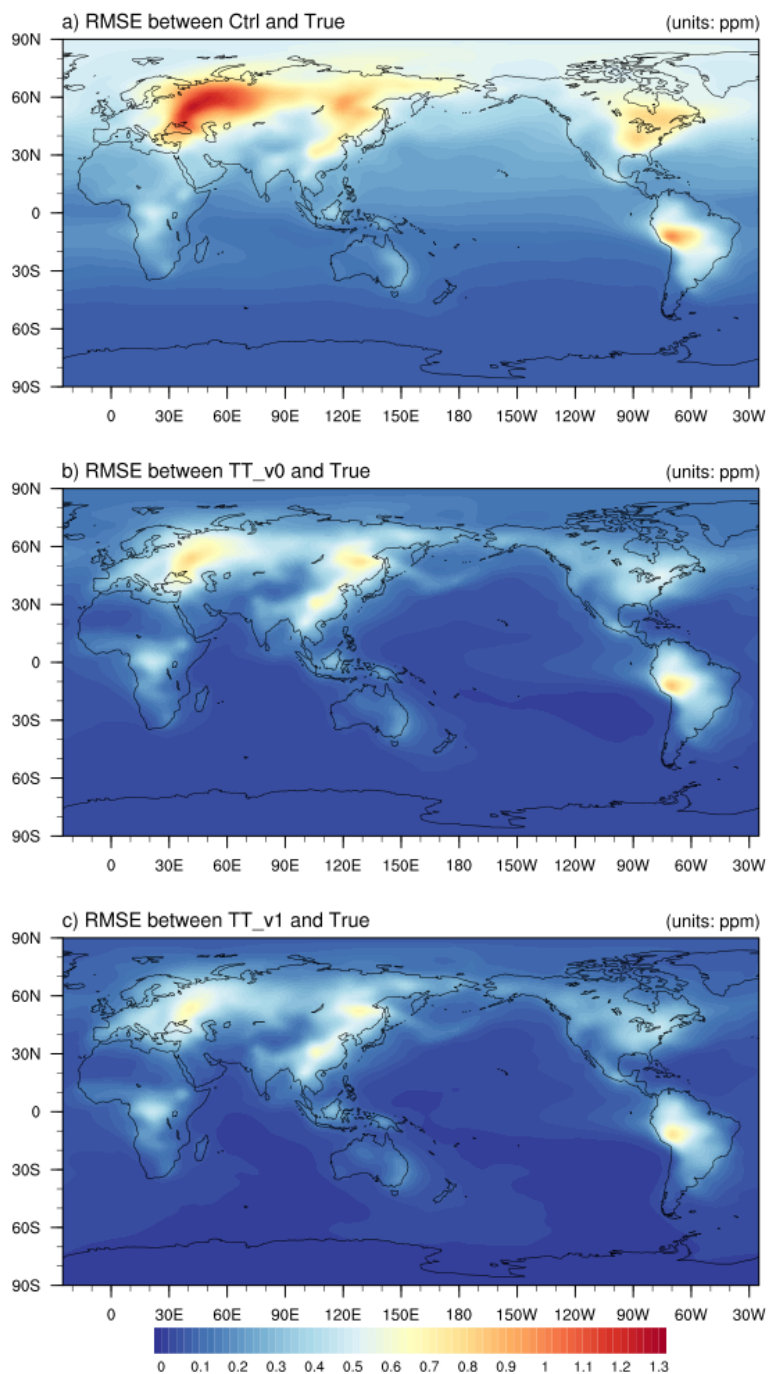 a) RMSE between Ctrl and True (units: ppm)
90N
60N
30N
0
30S
60S
90S
0 30E 60E 90E 120E 150E 180 150W 120W 90W 60W 30W
b) RMSE between TT_v0 and True (units: ppm)
90N
60N
30N
0
30S
60S
90S
0 30E 60E 90E 120E 150E 180 150W 120W 90W 60W 30W
c) RMSE between TT_v1 and True (units: ppm)
90N
60N
30N
0
30S
60S
90S
0 30E 60E 90E 120E 150E 180 150W 120W 90W 60W 30W
0 0.1 0.2 0.3 0.4 0.5 0.6 0.7 0.8 0.9 1 1.1 1.2 1.3